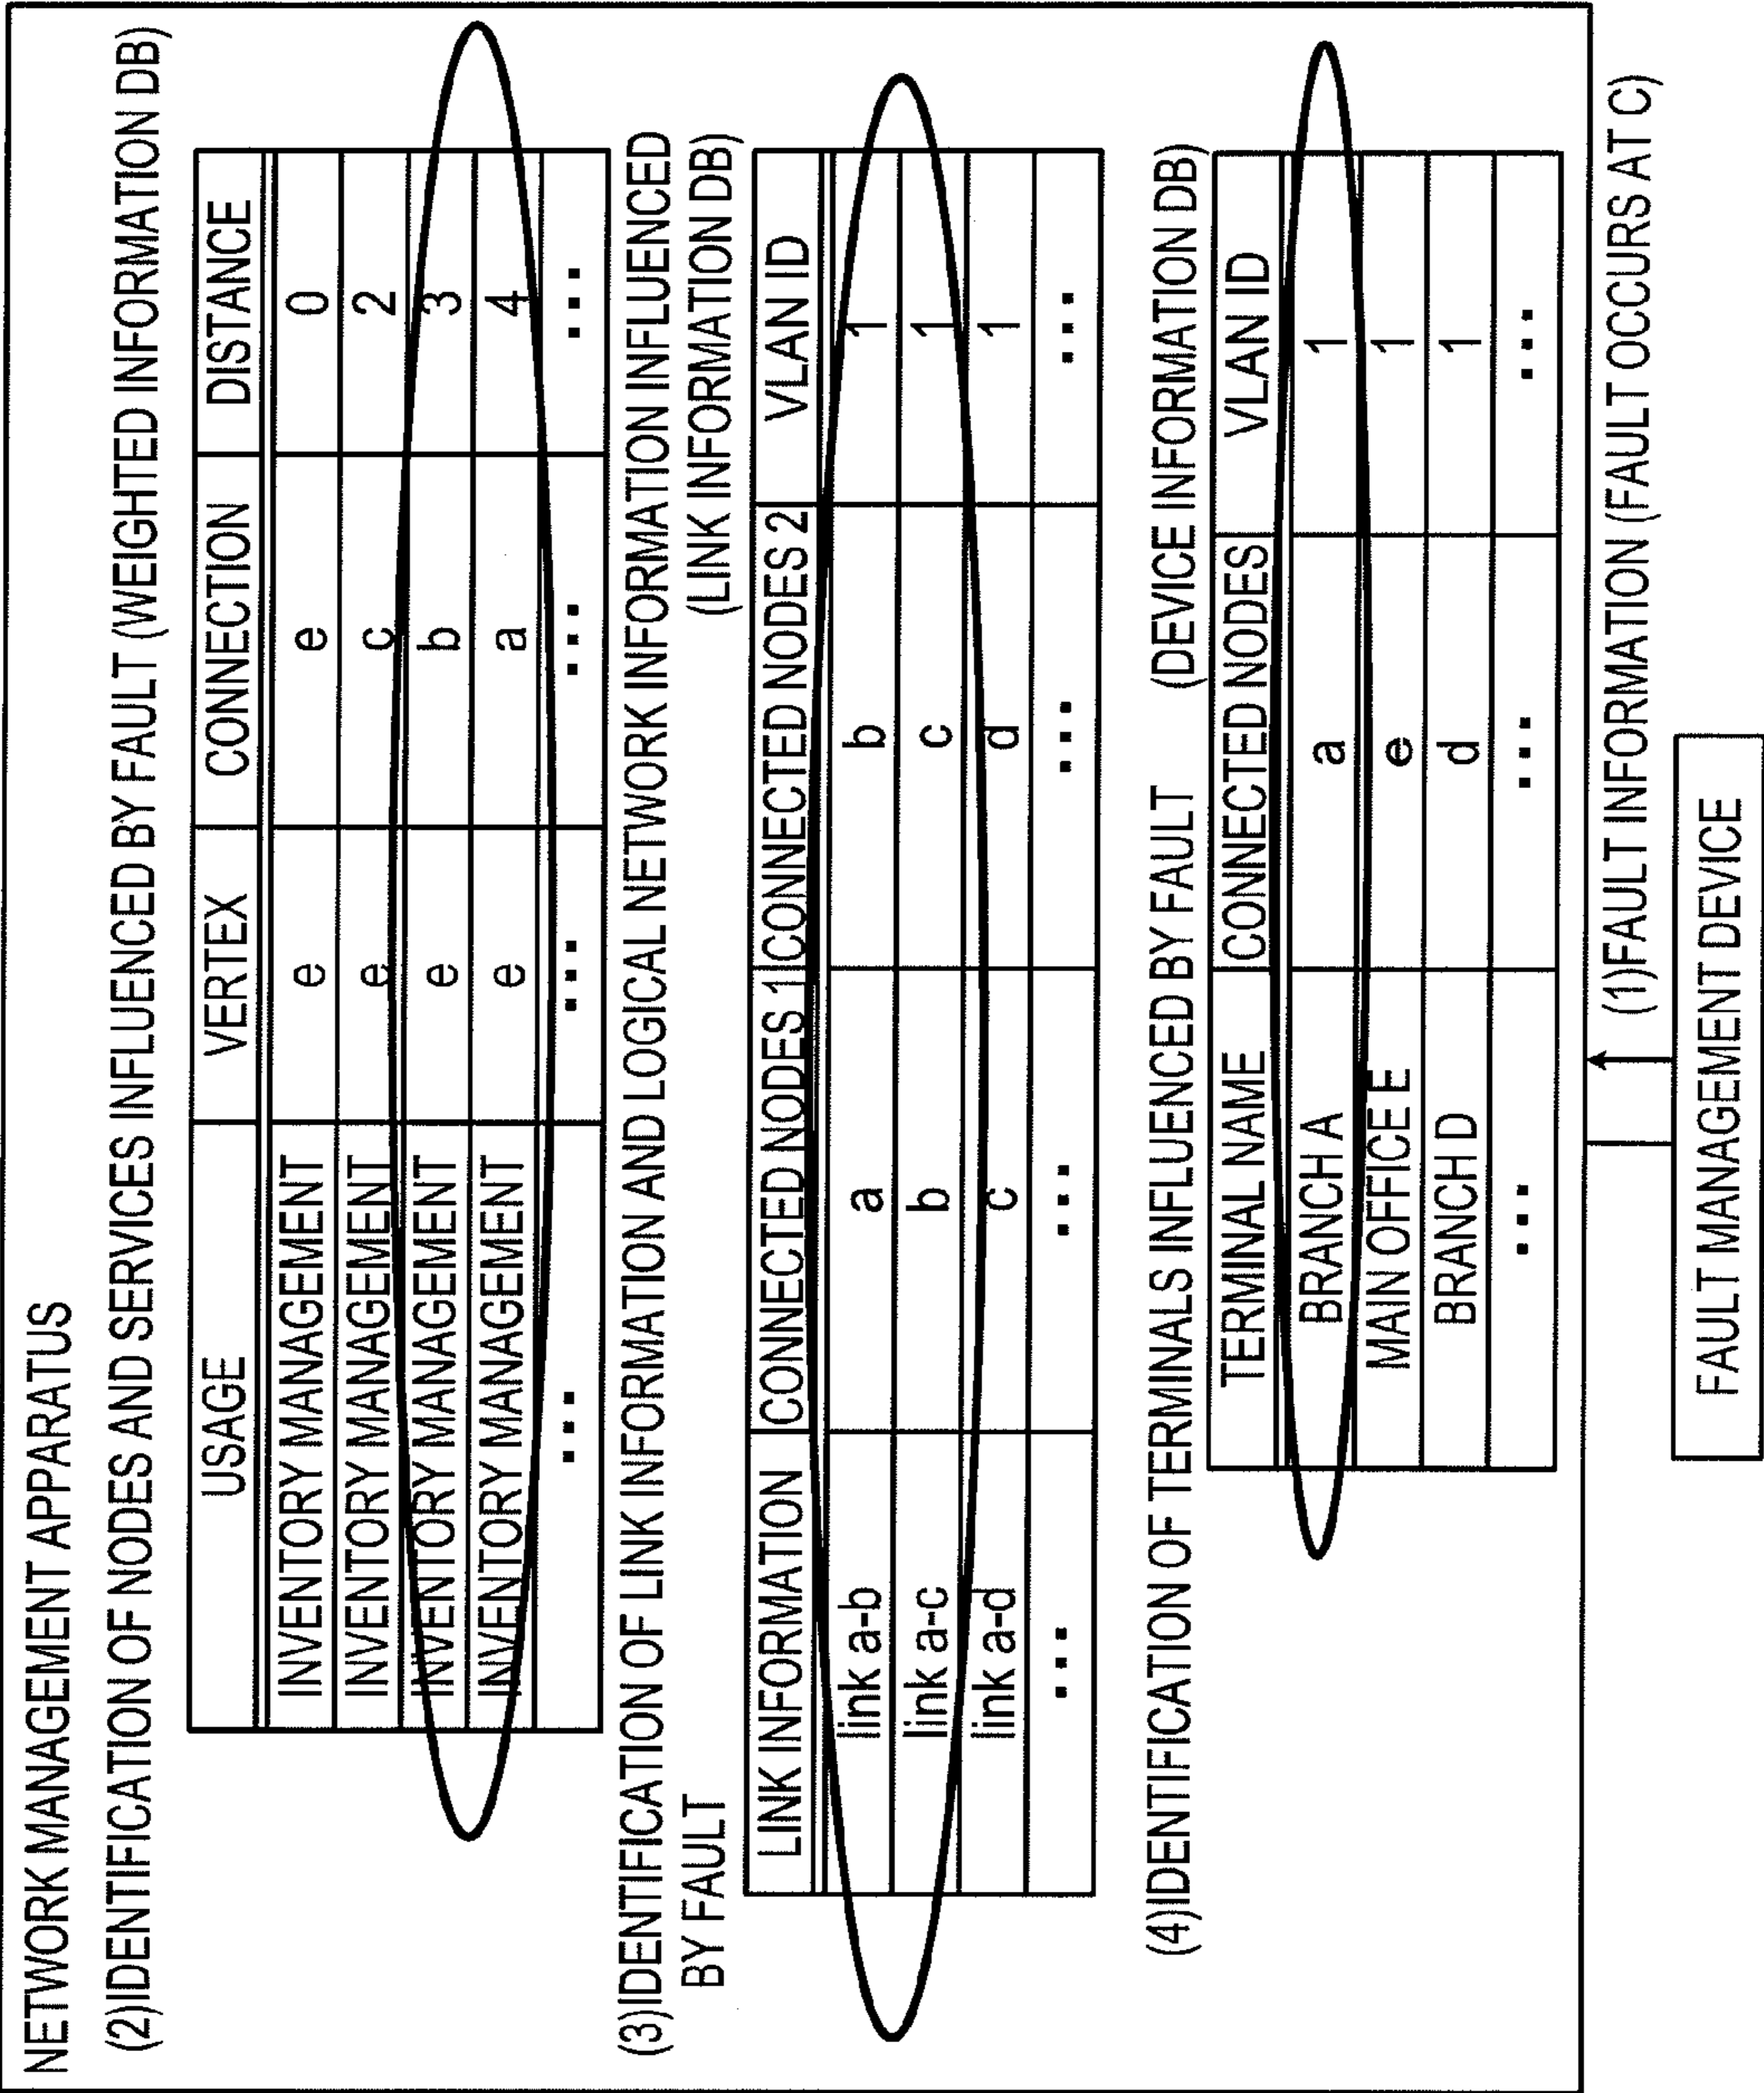 NETWORK MANAGEMENT APPARATUS
(2)IDENTIFICATION OF NODES AND SERVICES INFLUENCED BY FAULT (WEIGHTED INFORMATION DB)
USAGE VERTEX CONNECTION DISTANCE
INVENTORY MANAGEMENT e e 0
INVENTORY MANAGEMENT e c 2
INVENTORY MANAGEMENT e b 3
INVENTORY MANAGEMENT e a 4
... ... ... ...
(3)IDENTIFICATION OF LINK INFORMATION AND LOGICAL NETWORK INFORMATION INFLUENCED
BY FAULT (LINK INFORMATION DB)
LINK INFORMATION CONNECTED NODES 1 CONNECTED NODES 2 VLAN ID
link a-b a b 1
link a-c b c 1
link a-d c d 1
... ... ... ...
(4)IDENTIFICATION OF TERMINALS INFLUENCED BY FAULT (DEVICE INFORMATION DB)
TERMINAL NAME CONNECTED NODES VLAN ID
BRANCH A a 1
MAIN OFFICE E e 1
BRANCH D d 1
... ... ...
(1)FAULT INFORMATION (FAULT OCCURS AT C)
FAULT MANAGEMENT DEVICE